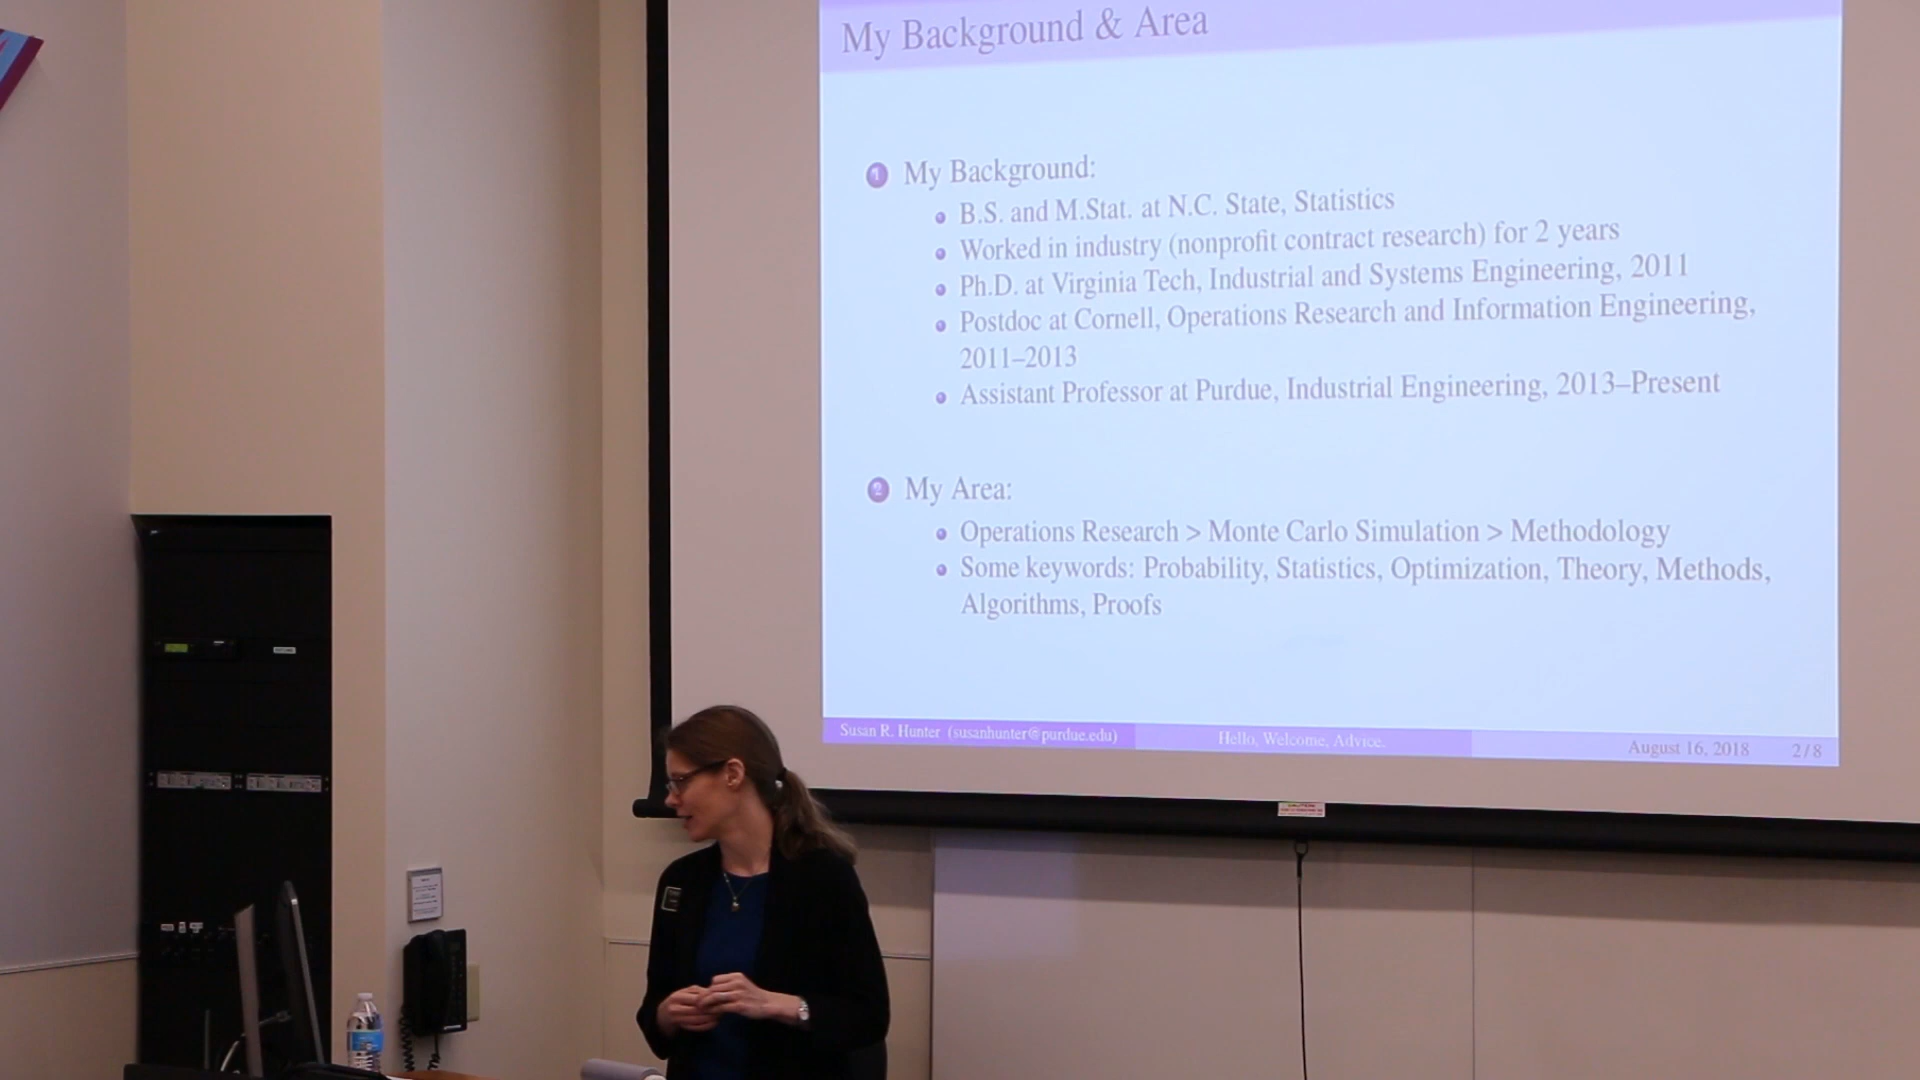 My Background & Area
1 My Background:
B.S. and M.Stat. at N.C. State, Statistics
Worked in industry (nonprofit contract research) for 2 years
Ph.D. at Virginia Tech, Industrial and Systems Engineering, 2011
Postdoc at Cornell, Operations Research and Information Engineering,
2011–2013
Assistant Professor at Purdue, Industrial Engineering, 2013–Present
2 My Area:
Operations Research > Monte Carlo Simulation > Methodology
Some keywords: Probability, Statistics, Optimization, Theory, Methods,
Algorithms, Proofs
Susan R. Hunter (susanhunter@purdue.edu) Hello, Welcome, Advice. August 16, 2018 2/8
CAUTION